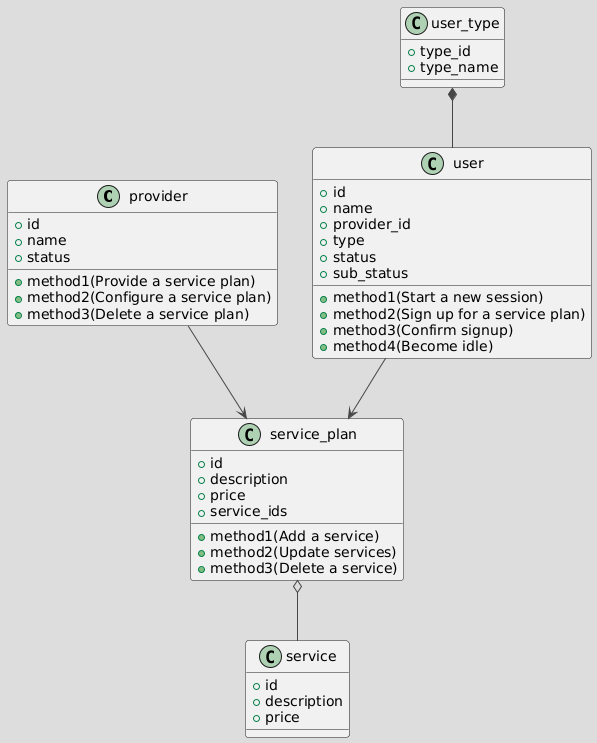 C user_type
type_id
type_name
C user
id
name
provider_id
type
status
sub_status
method1(Start a new session)
method2(Sign up for a service plan)
method3(Confirm signup)
method4(Become idle)
C provider
id
name
status
method1(Provide a service plan)
method2(Configure a service plan)
method3(Delete a service plan)
C service_plan
id
description
price
service_ids
method1(Add a service)
method2(Update services)
method3(Delete a service)
C service
id
description
price